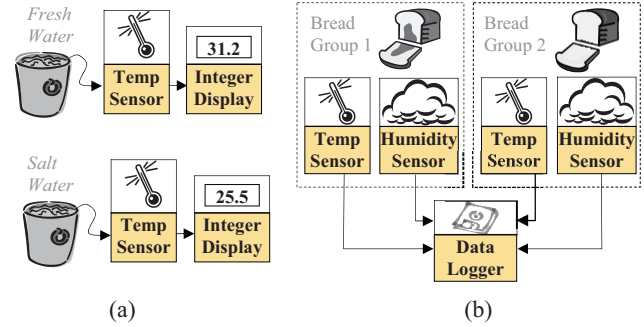 Fresh
Water
31.2
Temp
Sensor
Integer
Display
Salt
Water
25.5
Temp
Sensor
Integer
Display
(a)
Bread
Group 1
Temp
Sensor
Humidity
Sensor
Bread
Group 2
Temp
Sensor
Humidity
Sensor
Data
Logger
(b)